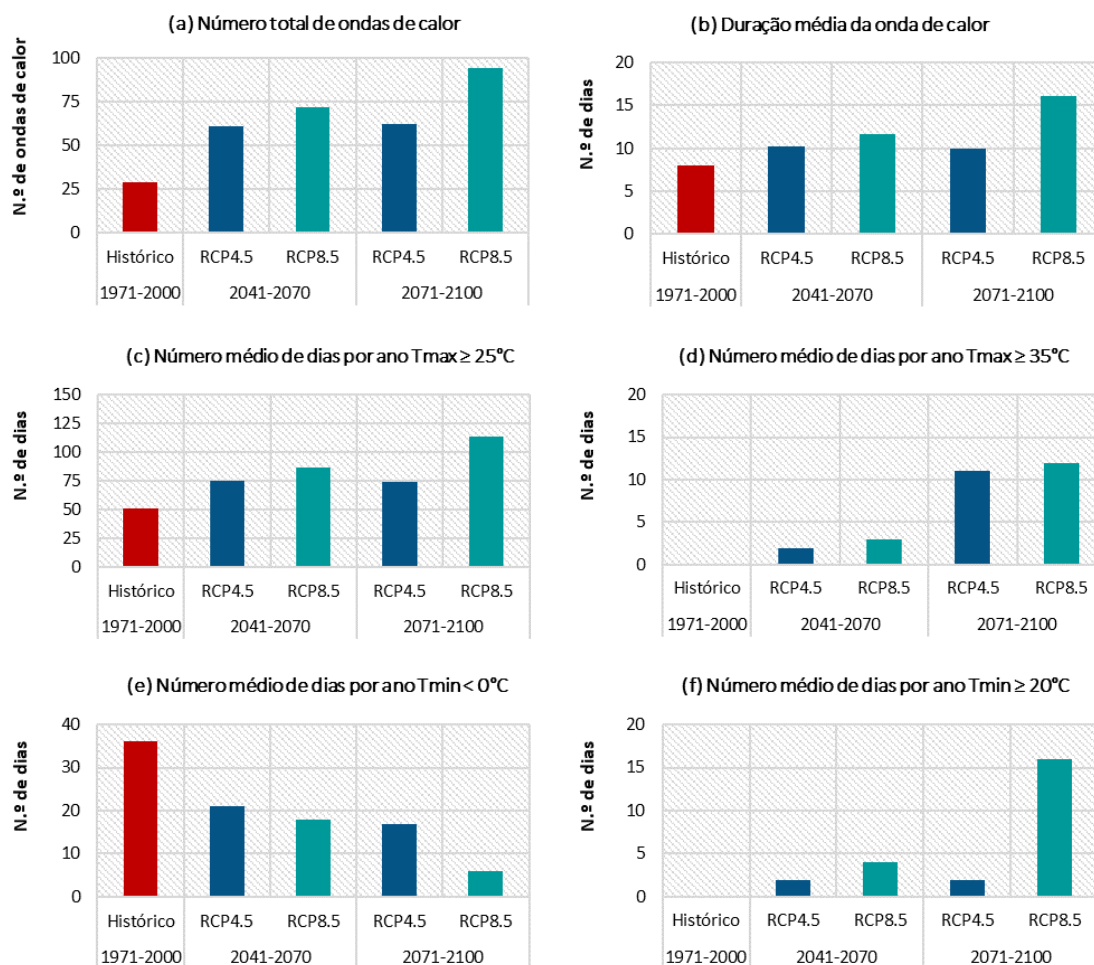 (a) Número total de ondas de calor
N.º de ondas de calor
100
75
50
25
0
Histórico RCP4.5 RCP8.5 RCP4.5 RCP8.5
1971-2000 2041-2070 2071-2100
(b) Duração média da onda de calor
N.º de dias
20
15
10
5
0
Histórico RCP4.5 RCP8.5 RCP4.5 RCP8.5
1971-2000 2041-2070 2071-2100
(c) Número médio de dias por ano Tmax ≥ 25°C
N.º de dias
150
125
100
75
50
25
0
Histórico RCP4.5 RCP8.5 RCP4.5 RCP8.5
1971-2000 2041-2070 2071-2100
(d) Número médio de dias por ano Tmax ≥ 35°C
N.º de dias
20
15
10
5
0
Histórico RCP4.5 RCP8.5 RCP4.5 RCP8.5
1971-2000 2041-2070 2071-2100
(e) Número médio de dias por ano Tmin < 0°C
N.º de dias
40
30
20
10
0
Histórico RCP4.5 RCP8.5 RCP4.5 RCP8.5
1971-2000 2041-2070 2071-2100
(f) Número médio de dias por ano Tmin ≥ 20°C
N.º de dias
20
15
10
5
0
Histórico RCP4.5 RCP8.5 RCP4.5 RCP8.5
1971-2000 2041-2070 2071-2100